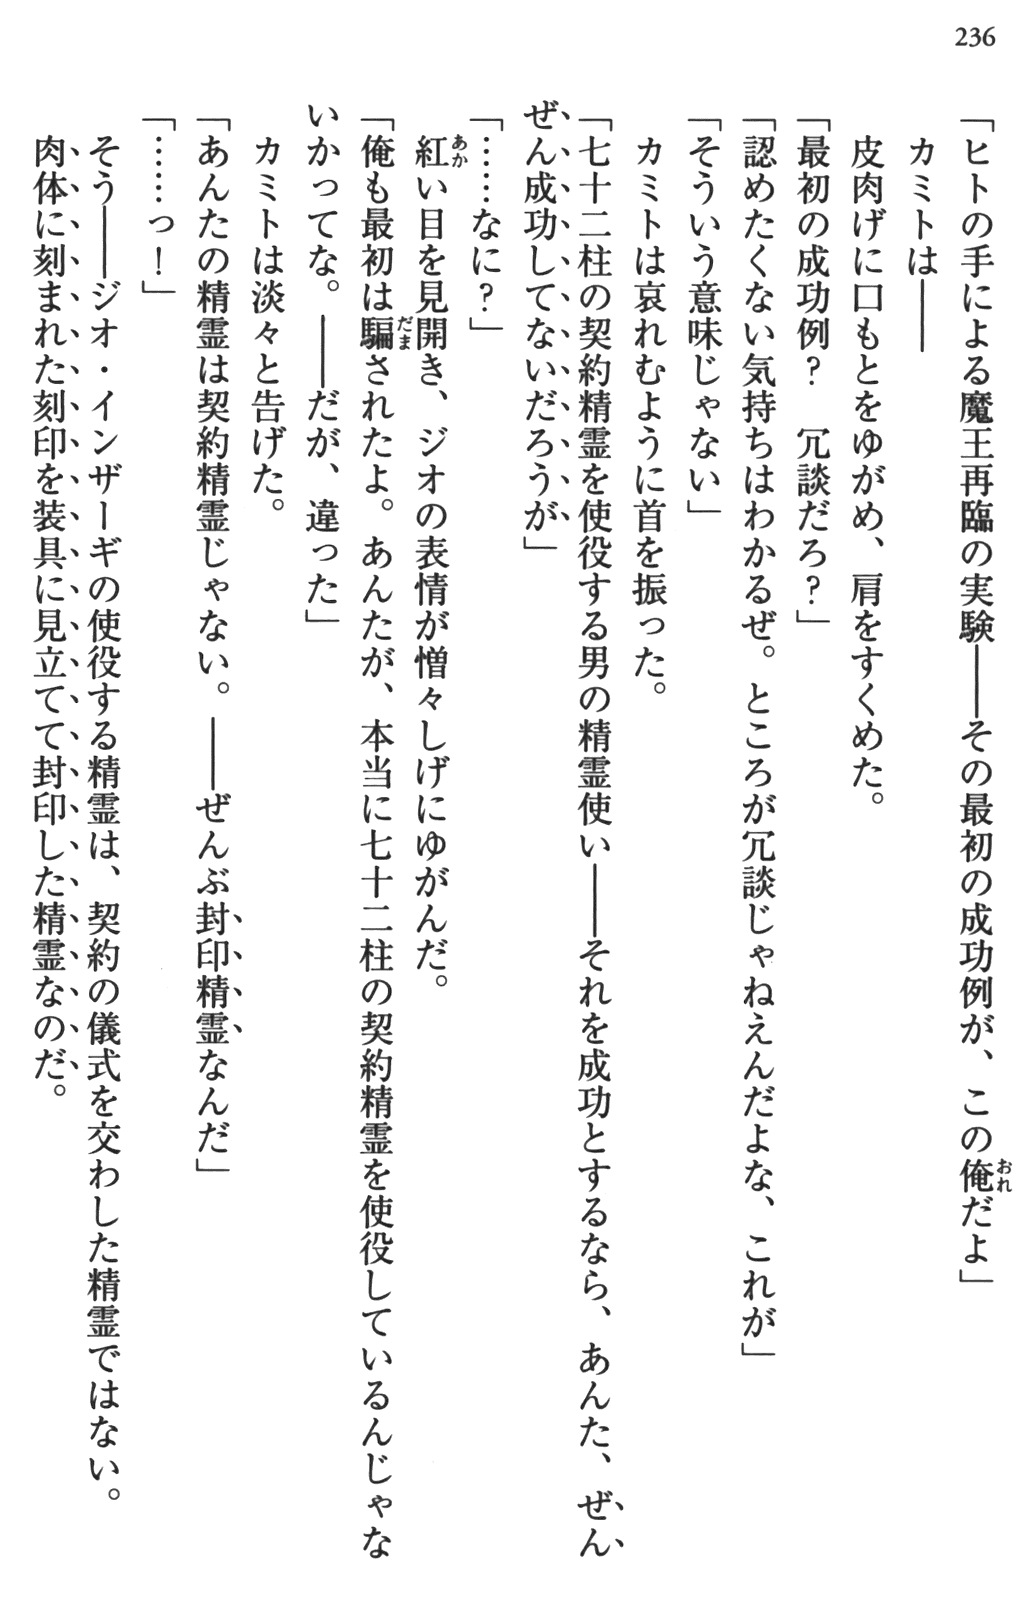 236
「ヒトの手による魔王再臨の実験――その最初の成功例が、この俺だよ」
カミトは――
皮肉げに口もとをゆがめ、肩をすくめた。
「最初の成功例？　冗談だろ？」
「認めたくない気持ちはわかるぜ。ところが冗談じゃねえんだよな、これが」
「そういう意味じゃない」
カミトは哀れむように首を振った。
「七十二柱の契約精霊を使役する男の精霊使い――それを成功とするなら、あんた、ぜん
ぜん成功してないだろうが」
「……なに？」
紅い目を見開き、ジオの表情が憎々しげにゆがんだ。
「俺も最初は騙されたよ。あんたが、本当に七十二柱の契約精霊を使役しているんじゃな
いかってな。――だが、違った」
カミトは淡々と告げた。
「あんたの精霊は契約精霊じゃない。――ぜんぶ封印精霊なんだ」
「……っ！」
そう――ジオ・インザーギの使役する精霊は、契約の儀式を交わした精霊ではない。
肉体に刻まれた刻印を装具に見立てて封印した精霊なのだ。